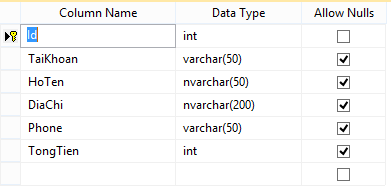 Column Name Data Type Allow Nulls
Id int
TaiKhoan varchar(50)
HoTen nvarchar(50)
DiaChi nvarchar(200)
Phone varchar(50)
TongTien int